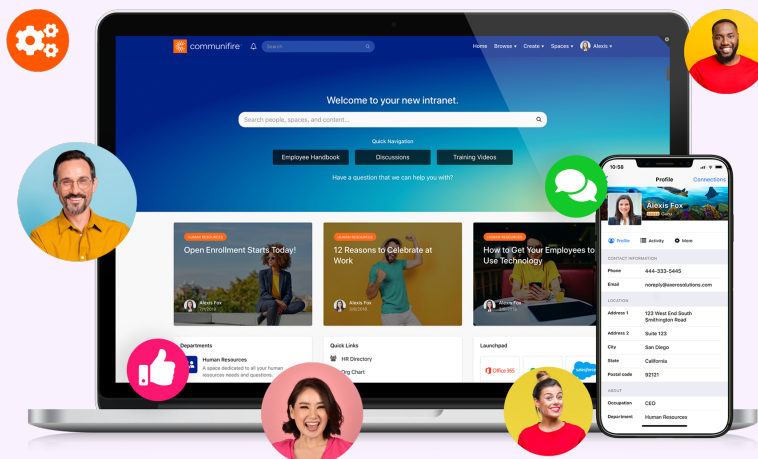 communifire
Search
Home Browse Create Spaces Alexis
Welcome to your new intranet.
Search people, spaces, and content...
Quick Navigation
Employee Handbook Discussions Training Videos
Have a question that we can help you with?
HUMAN RESOURCES
Open Enrollment Starts Today!
Alexis Fox
HUMAN RESOURCES
12 Reasons to Celebrate at
Work
Alexis Fox
HUMAN RESOURCES
How to Get Your Employees to
Use Technology
Alexis Fox
Departments
Human Resources
A space dedicated to all your human
resources needs and questions.
Quick Links
HR Directory
Org Chart
Launchpad
Office 365
salesforce
10:58
Profile Connections
Alexis Fox
Profile Activity More
CONTACT INFORMATION
Phone 444-333-5445
Email noreply@axerosolutions.com
LOCATION
Address 1 123 West End South
Smithington Road
Address 2 Suite 123
City San Diego
State California
Postal code 92121
ABOUT
Occupation CEO
Department Human Resources